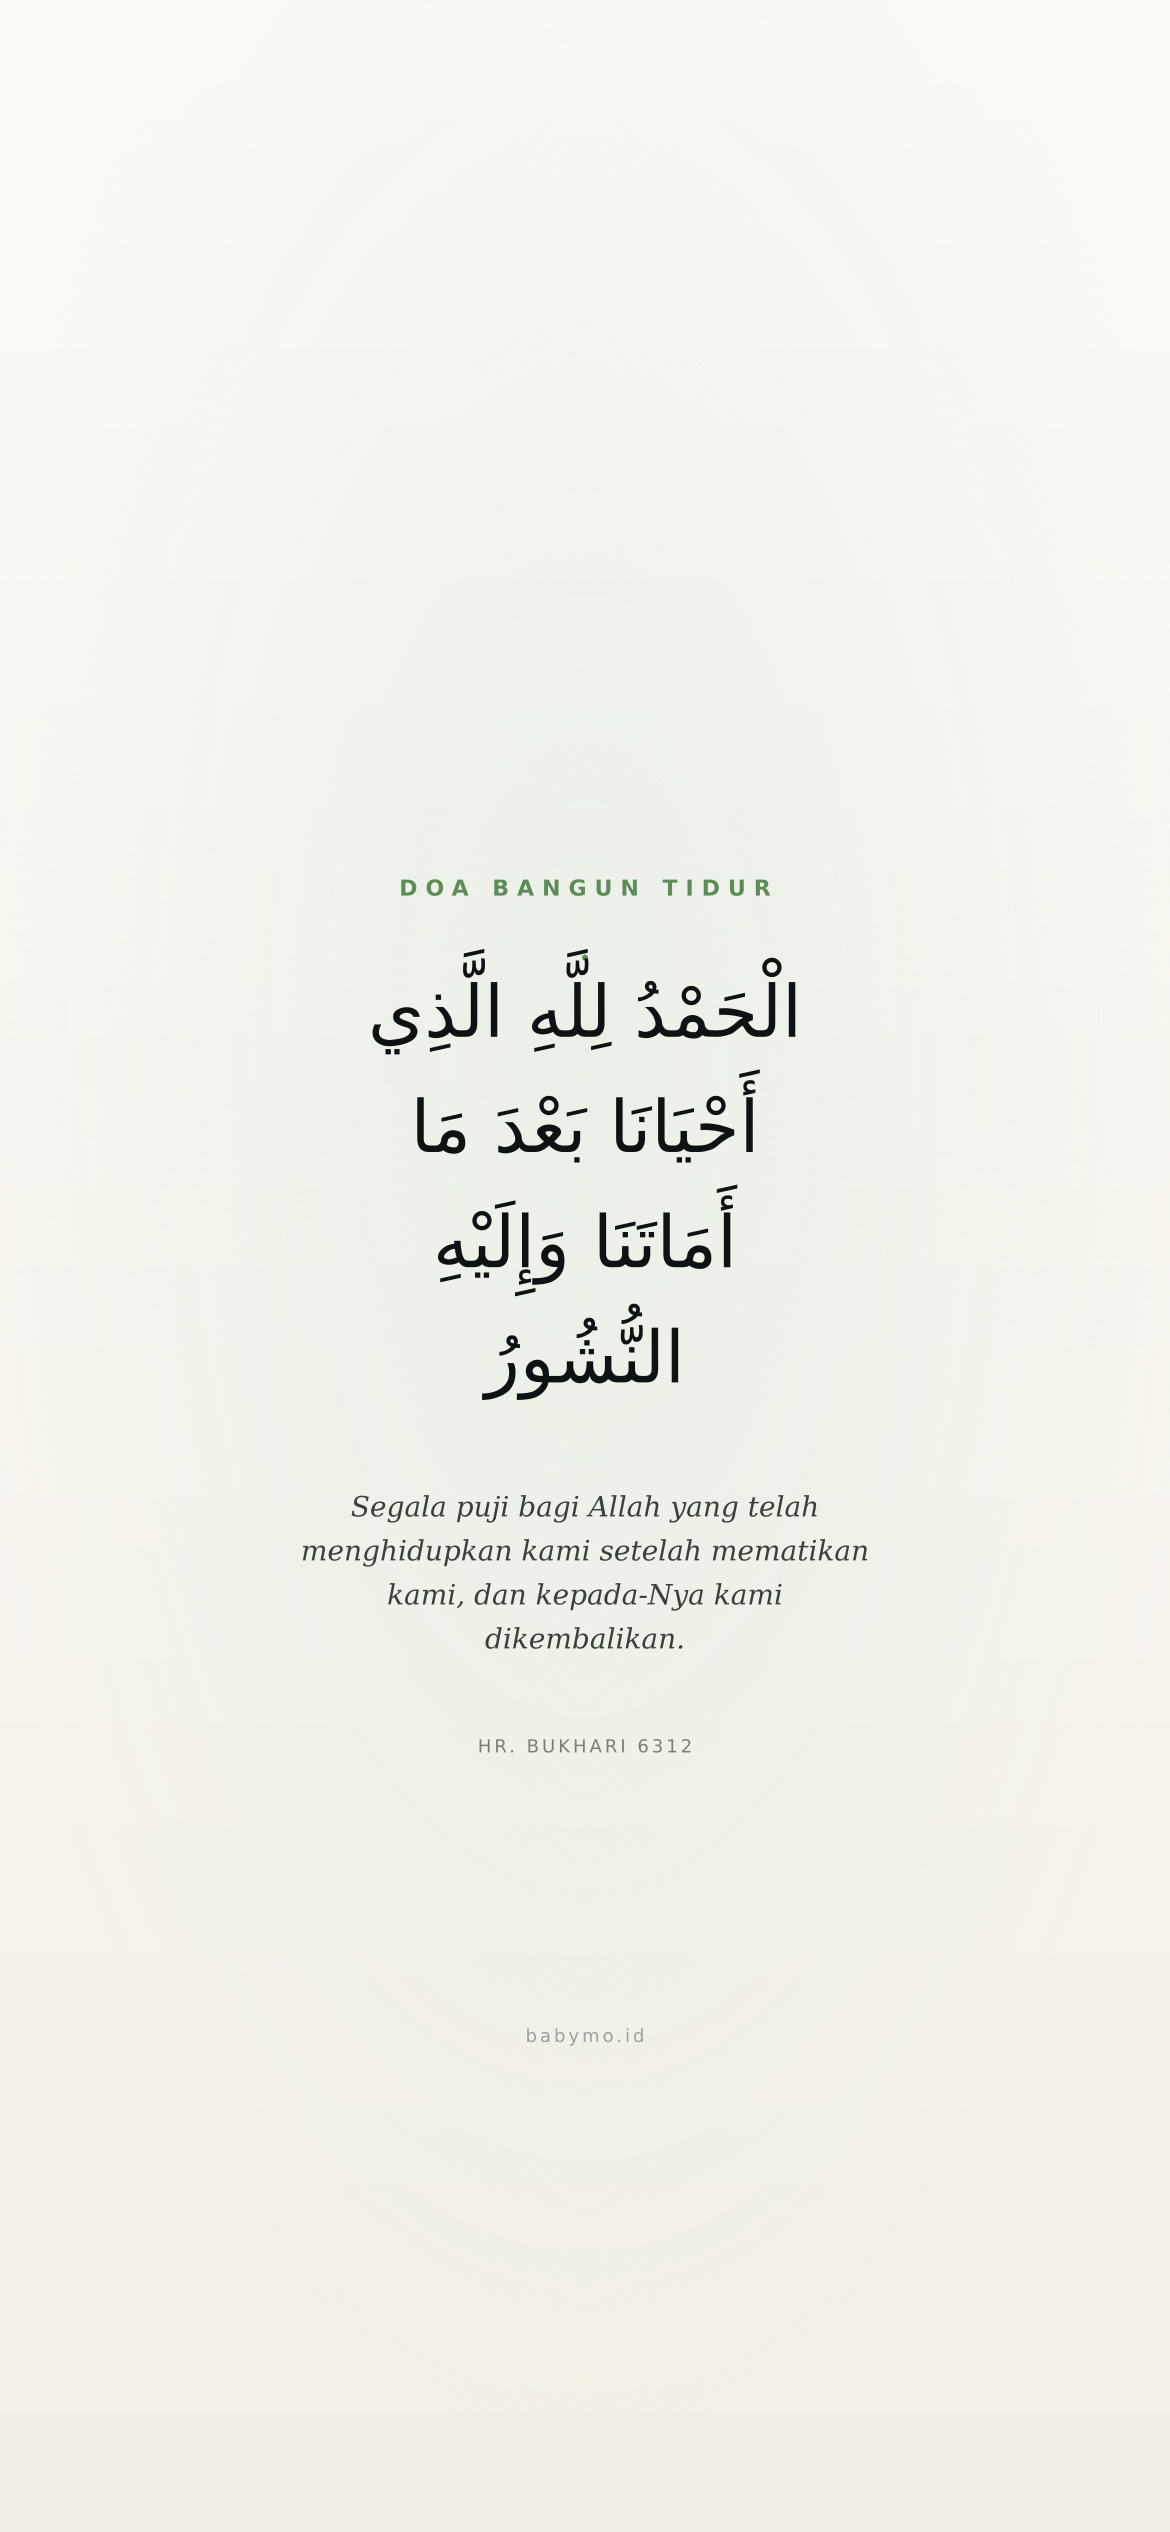 DOA BANGUN TIDUR
الْحَمْدُ لِلَّهِ الَّذِي
أَحْيَانَا بَعْدَ مَا
أَمَاتَنَا وَإِلَيْهِ
النُّشُورُ
Segala puji bagi Allah yang telah
menghidupkan kami setelah mematikan
kami, dan kepada-Nya kami
dikembalikan.
HR. BUKHARI 6312
babymo.id